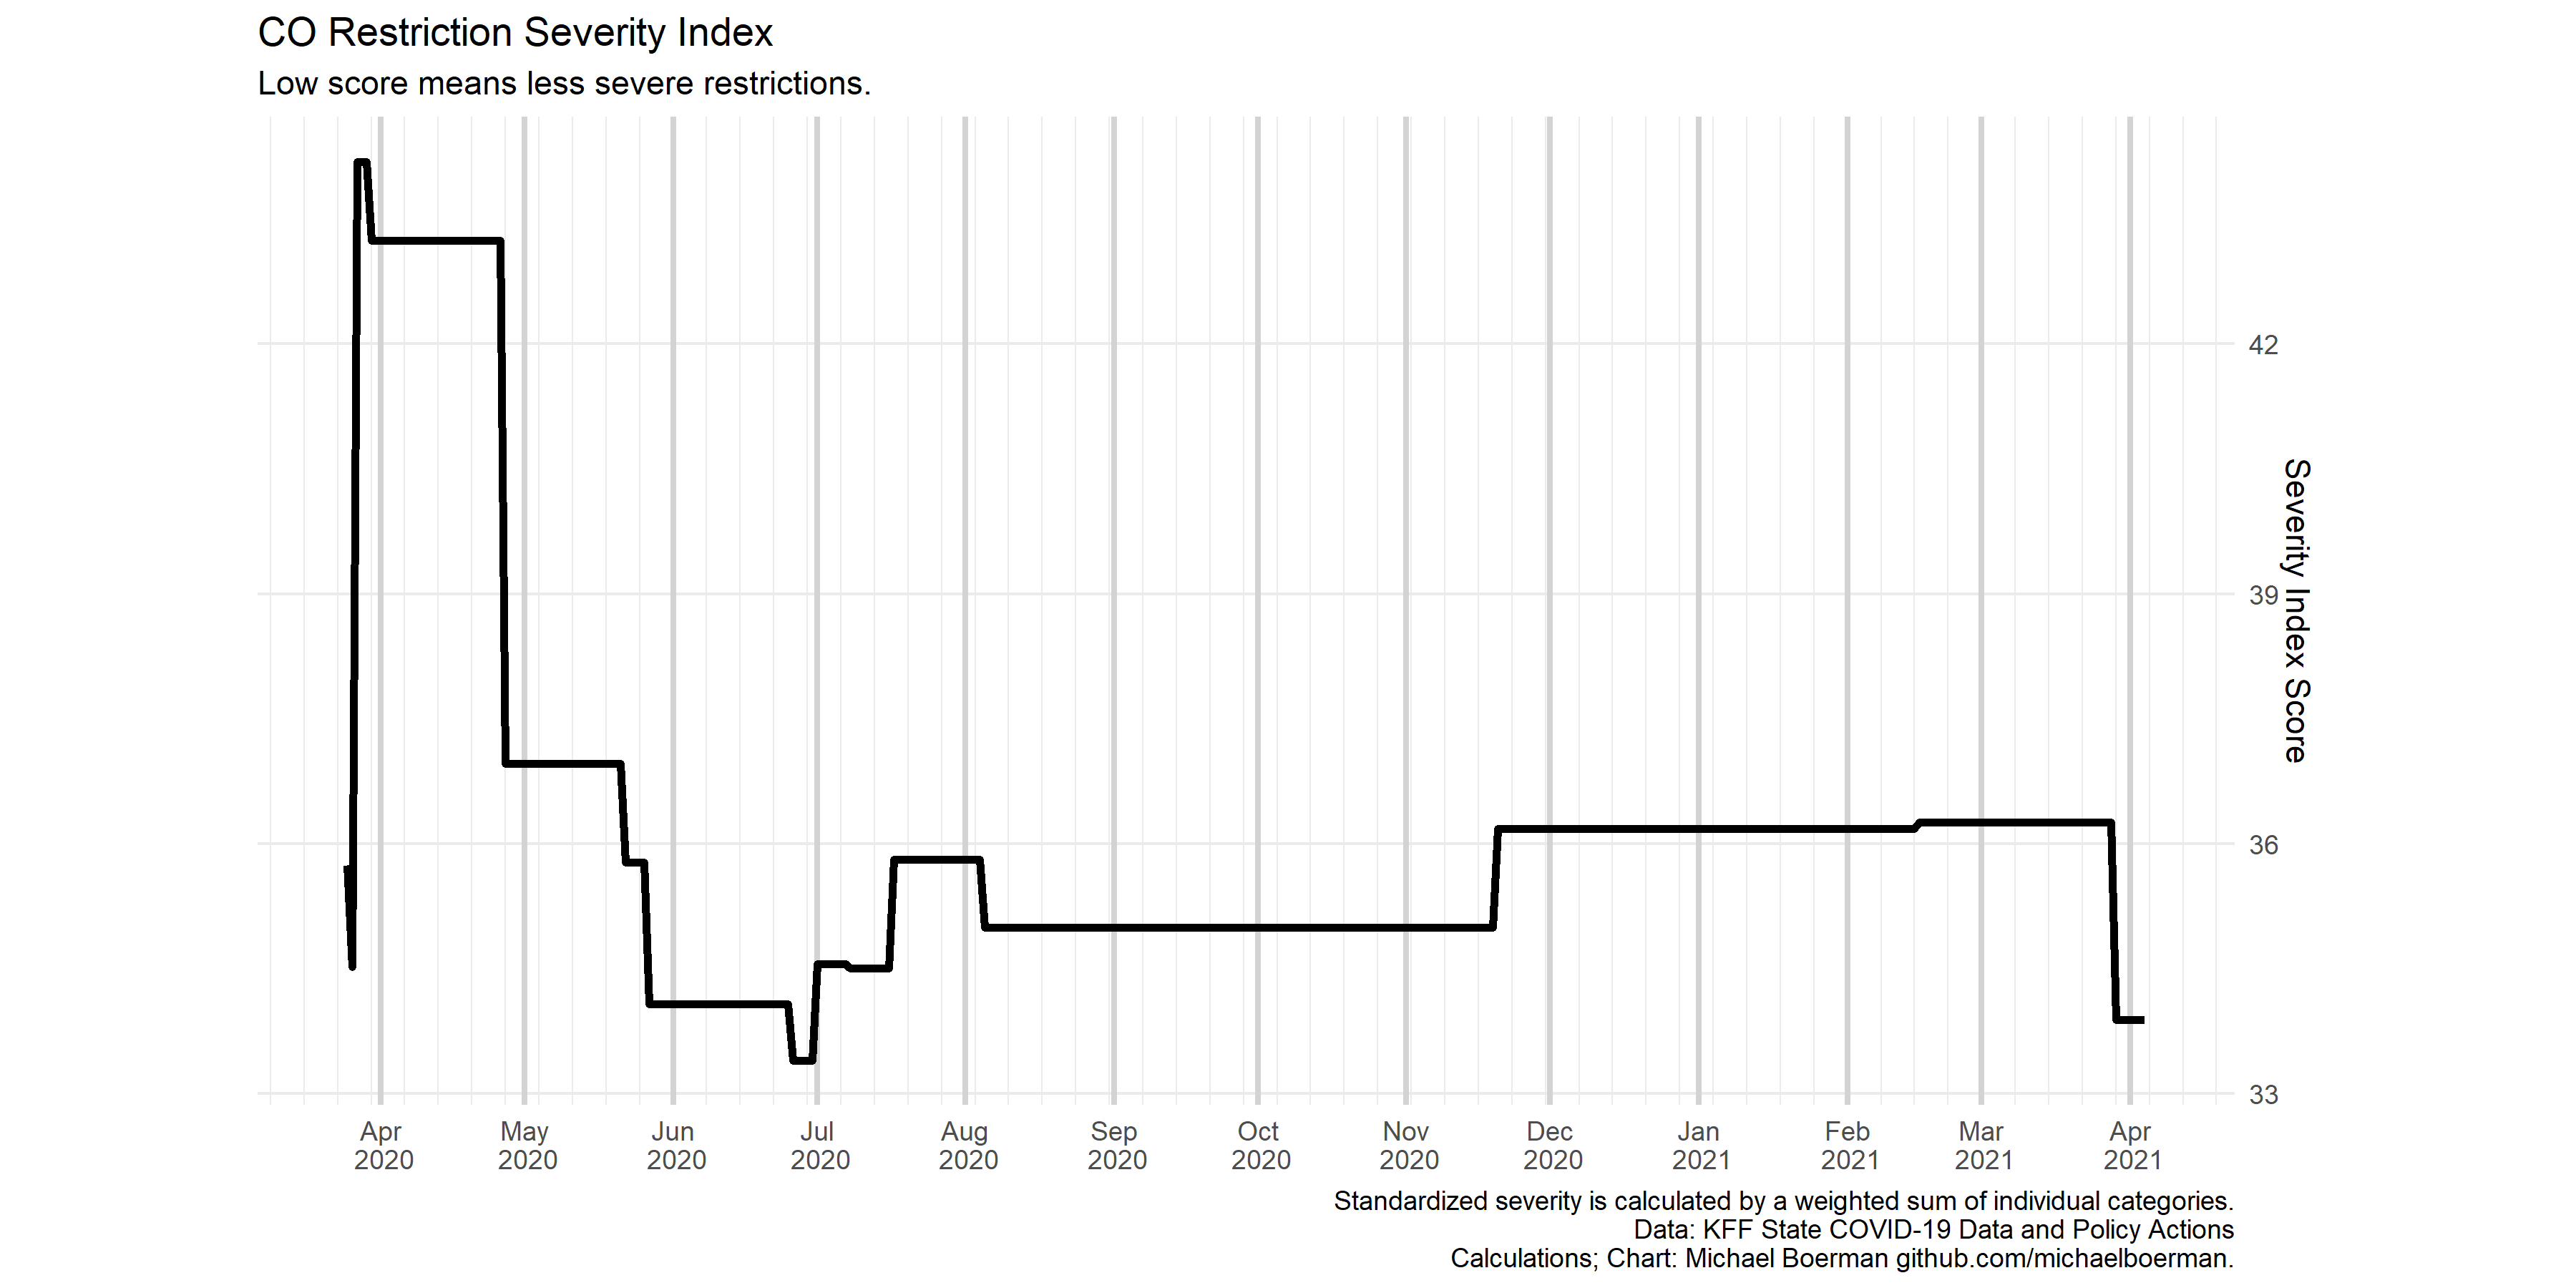 CO Restriction Severity Index
Low score means less severe restrictions.
42
39
36
33
Severity Index Score
Apr 2020
May 2020
Jun 2020
Jul 2020
Aug 2020
Sep 2020
Oct 2020
Nov 2020
Dec 2020
Jan 2021
Feb 2021
Mar 2021
Apr 2021
Standardized severity is calculated by a weighted sum of individual categories.
Data: KFF State COVID-19 Data and Policy Actions
Calculations; Chart: Michael Boerman github.com/michaelboerman.